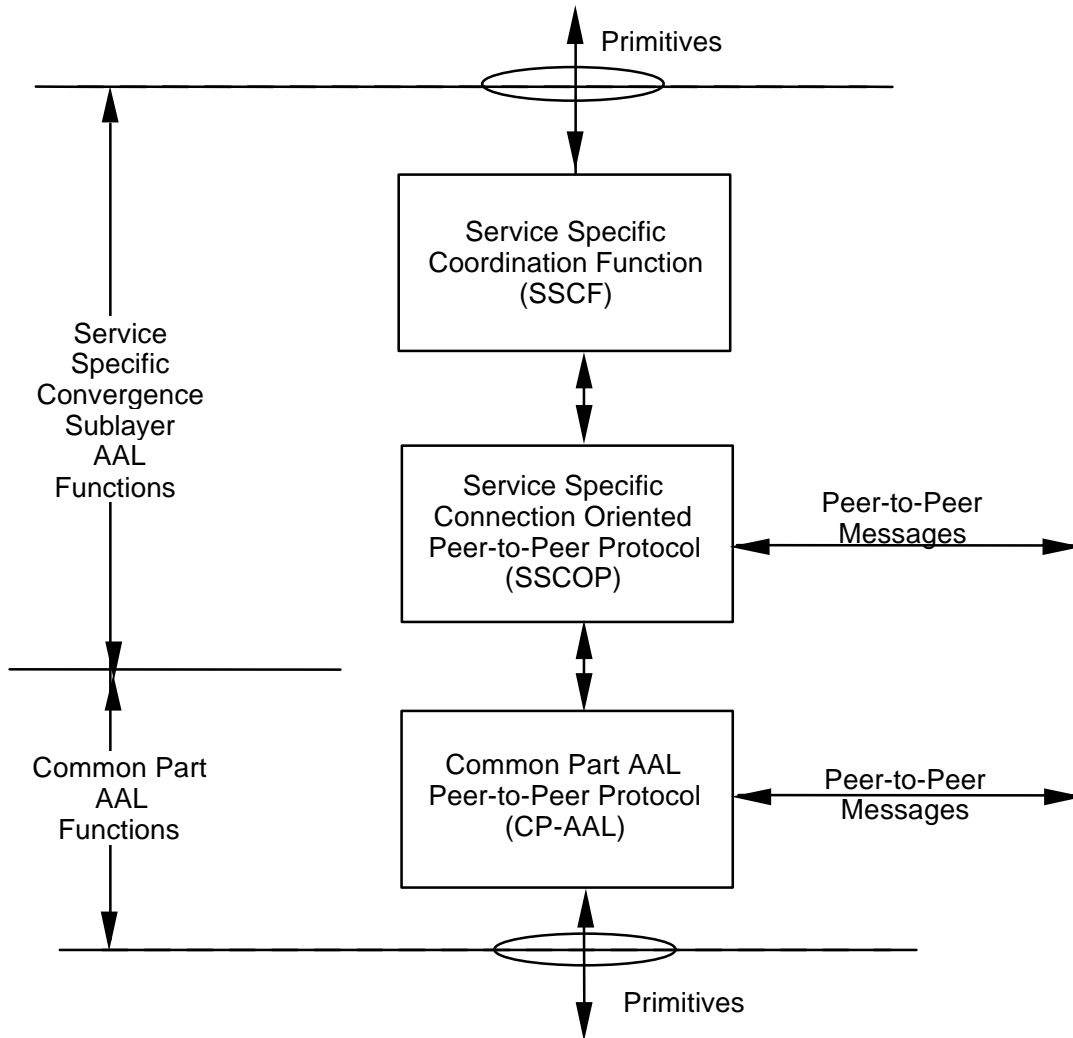 Primitives
Service Specific
Coordination Function
(SSCF)
Service
Specific
Convergence
Sublayer
AAL
Functions
Service Specific
Connection Oriented
Peer-to-Peer Protocol
(SSCOP)
Peer-to-Peer
Messages
Common Part
AAL
Functions
Common Part AAL
Peer-to-Peer Protocol
(CP-AAL)
Peer-to-Peer
Messages
Primitives